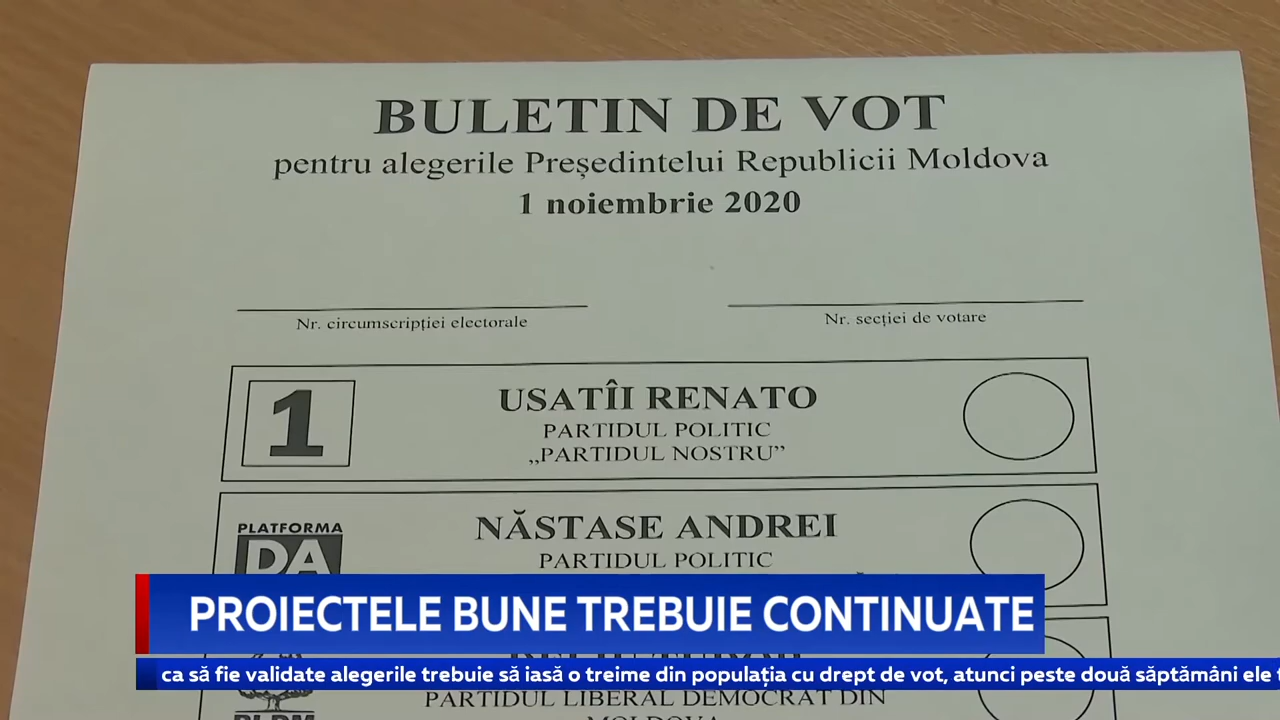 BULETIN DE VOT
pentru alegerile Președintelui Republicii Moldova
1 noiembrie 2020
Nr. circumscripției electorale
Nr. secției de votare
1
USATÎI RENATO
PARTIDUL POLITIC
„PARTIDUL NOSTRU”
PLATFORMA
DA
NĂSTASE ANDREI
PARTIDUL POLITIC
PROIECTELE BUNE TREBUIE CONTINUATE
ca să fie validate alegerile trebuie să iasă o treime din populația cu drept de vot, atunci peste două săptămâni ele
PARTIDUL LIBERAL DEMOCRAT DIN
MOLDOVA
PLDM